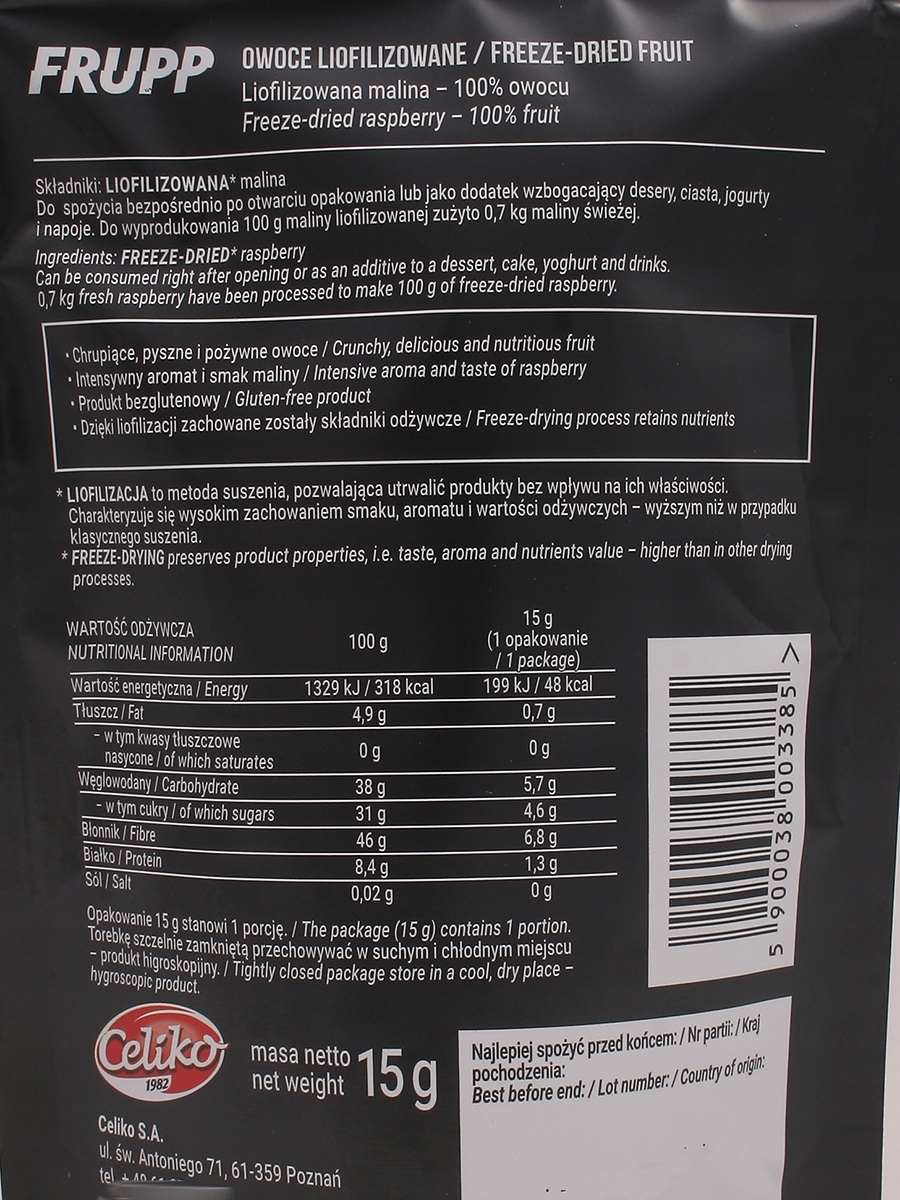 FRUPP
OWOCE LIOFILIZOWANE / FREEZE-DRIED FRUIT
Liofilizowana malina – 100% owocu
Freeze-dried raspberry – 100% fruit
Składniki: LIOFILIZOWANA* malina
Do spożycia bezpośrednio po otwarciu opakowania lub jako dodatek wzbogacający desery, ciasta, jogurty
i napoje. Do wyprodukowania 100 g maliny liofilizowanej zużyto 0,7 kg maliny świeżej.
Ingredients: FREEZE-DRIED* raspberry
Can be consumed right after opening or as an additive to a dessert, cake, yoghurt and drinks.
0,7 kg fresh raspberry have been processed to make 100 g of freeze-dried raspberry.
• Chrupiące, pyszne i pożywne owoce / Crunchy, delicious and nutritious fruit
• Intensywny aromat i smak maliny / Intensive aroma and taste of raspberry
• Produkt bezglutenowy / Gluten-free product
• Dzięki liofilizacji zachowane zostały składniki odżywcze / Freeze-drying process retains nutrients
* LIOFILIZACJA to metoda suszenia, pozwalająca utrwalić produkty bez wpływu na ich właściwości.
Charakteryzuje się wysokim zachowaniem smaku, aromatu i wartości odżywczych – wyższym niż w przypadku
klasycznego suszenia.
* FREEZE-DRYING preserves product properties, i.e. taste, aroma and nutrients value – higher than in other drying
processes.
WARTOŚĆ ODŻYWCZA
NUTRITIONAL INFORMATION
100 g
15 g
(1 opakowanie
/ 1 package)
Wartość energetyczna / Energy 1329 kJ / 318 kcal 199 kJ / 48 kcal
Tłuszcz / Fat 4,9 g 0,7 g
– w tym kwasy tłuszczowe
nasycone / of which saturates 0 g 0 g
Węglowodany / Carbohydrate 38 g 5,7 g
– w tym cukry / of which sugars 31 g 4,6 g
Błonnik / Fibre 46 g 6,8 g
Białko / Protein 8,4 g 1,3 g
Sól / Salt 0,02 g 0 g
Opakowanie 15 g stanowi 1 porcję. / The package (15 g) contains 1 portion.
Torebkę szczelnie zamkniętą przechowywać w suchym i chłodnym miejscu
– produkt higroskopijny. / Tightly closed package store in a cool, dry place –
hygroscopic product.
5 900038 003385 >
Celiko
1982
masa netto
net weight
15 g
Najlepiej spożyć przed końcem: / Nr partii: / Kraj
pochodzenia:
Best before end: / Lot number: / Country of origin:
Celiko S.A.
ul. św. Antoniego 71, 61-359 Poznań
tel.